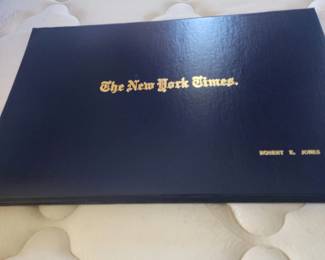 The New York Times.
ROBERT E. JONES